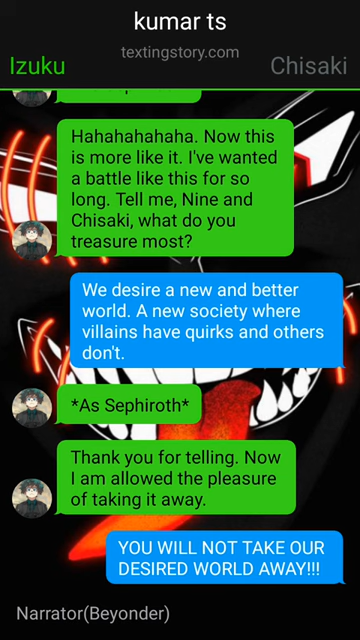 kumar ts
textingstory.com
Izuku
Chisaki
Hahahahahaha. Now this
is more like it. I've wanted
a battle like this for so
long. Tell me, Nine and
Chisaki, what do you
treasure most?
We desire a new and better
world. A new society where
villains have quirks and others
don't.
*As Sephiroth*
Thank you for telling. Now
I am allowed the pleasure
of taking it away.
YOU WILL NOT TAKE OUR
DESIRED WORLD AWAY!!!
Narrator(Beyonder)